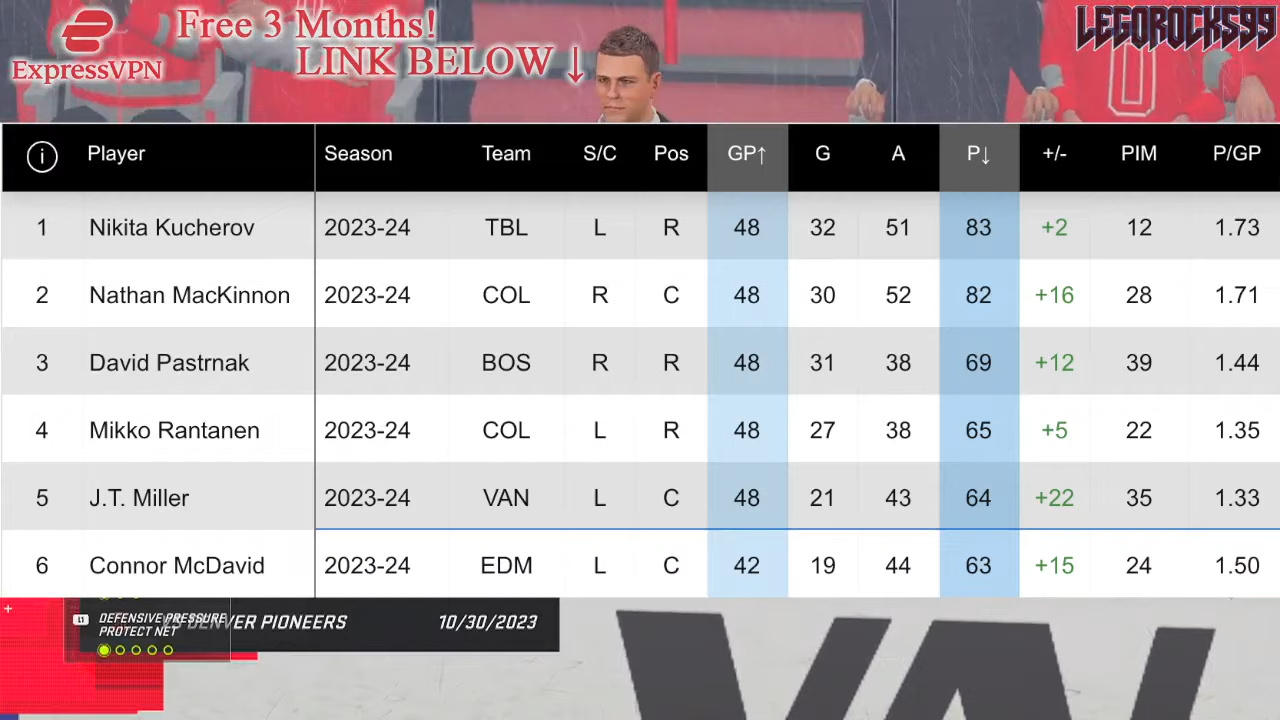 ExpressVPN
Free 3 Months!
LINK BELOW ↓
LEGOROCKS99
i Player Season Team S/C Pos GP↑ G A P↓ +/- PIM P/GP
1 Nikita Kucherov 2023-24 TBL L R 48 32 51 83 +2 12 1.73
2 Nathan MacKinnon 2023-24 COL R C 48 30 52 82 +16 28 1.71
3 David Pastrnak 2023-24 BOS R R 48 31 38 69 +12 39 1.44
4 Mikko Rantanen 2023-24 COL L R 48 27 38 65 +5 22 1.35
5 J.T. Miller 2023-24 VAN L C 48 21 43 64 +22 35 1.33
6 Connor McDavid 2023-24 EDM L C 42 19 44 63 +15 24 1.50
L1 DEFENSIVE PRESSURE
PROTECT NET
DENVER PIONEERS 10/30/2023